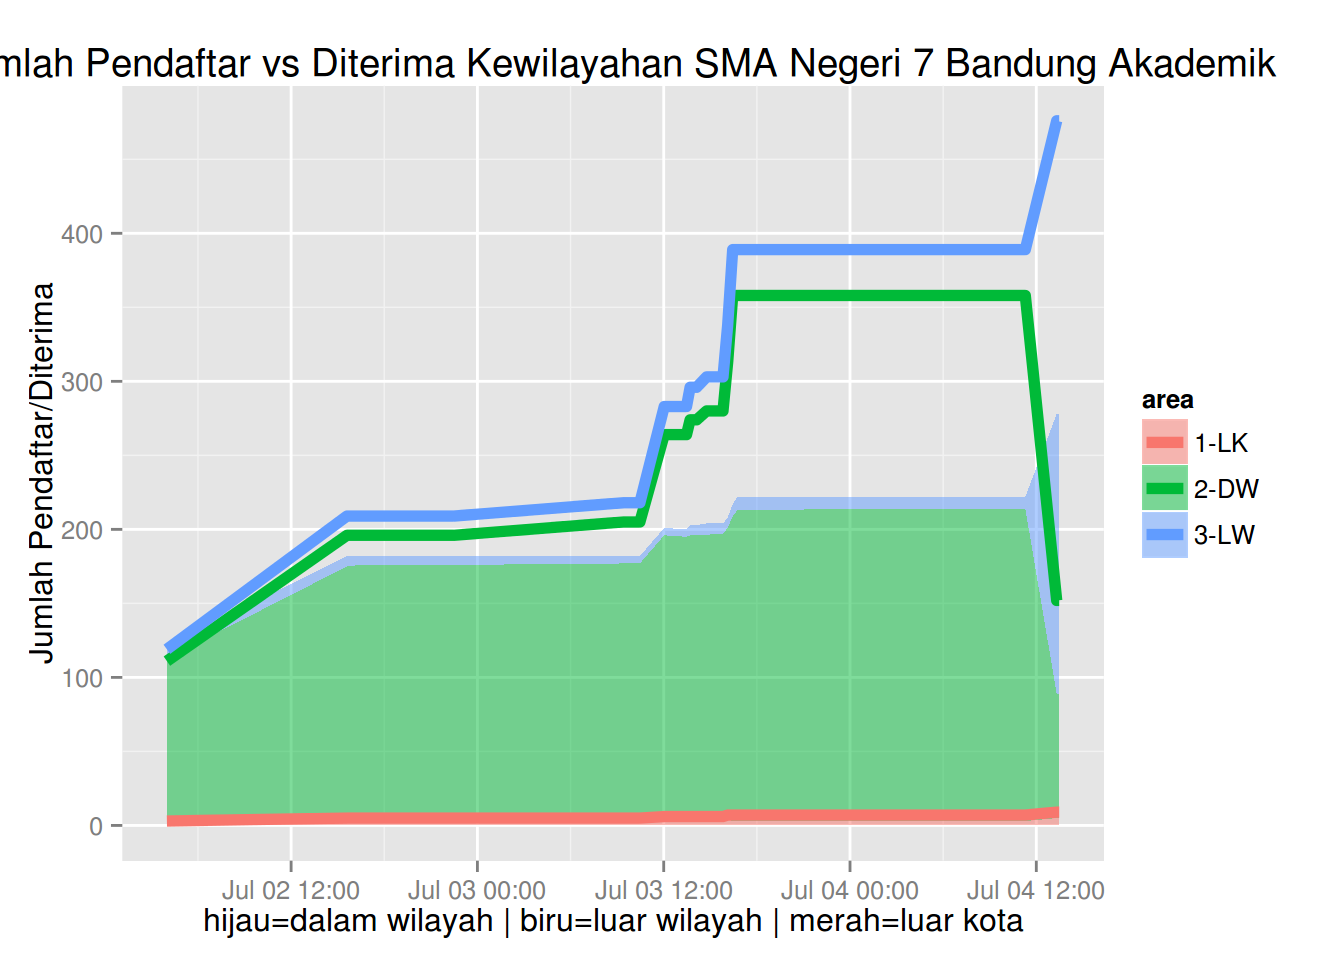 mlah Pendaftar vs Diterima Kewilayahan SMA Negeri 7 Bandung Akademik
Jumlah Pendaftar/Diterima
400
300
200
100
0
Jul 02 12:00 Jul 03 00:00 Jul 03 12:00 Jul 04 00:00 Jul 04 12:00
hijau=dalam wilayah | biru=luar wilayah | merah=luar kota
area
1-LK
2-DW
3-LW